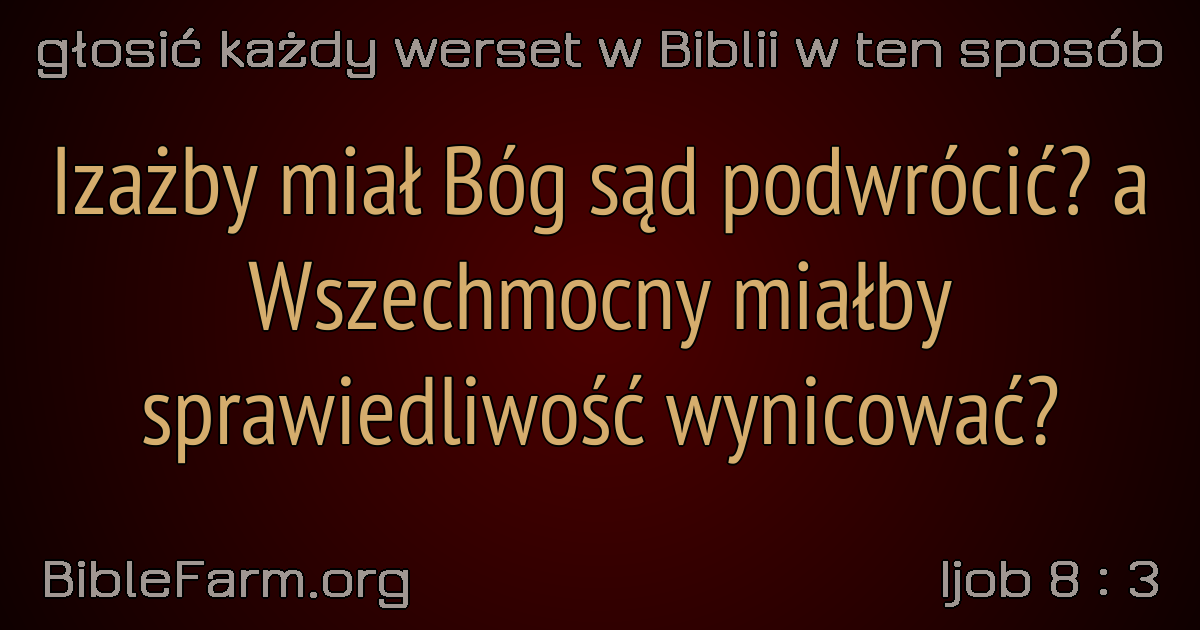 głosić każdy werset w Biblii w ten sposób
Izażby miał Bóg sąd podwrócić? a
Wszechmocny miałby
sprawiedliwość wynicować?
BibleFarm.org
Ijob 8 : 3